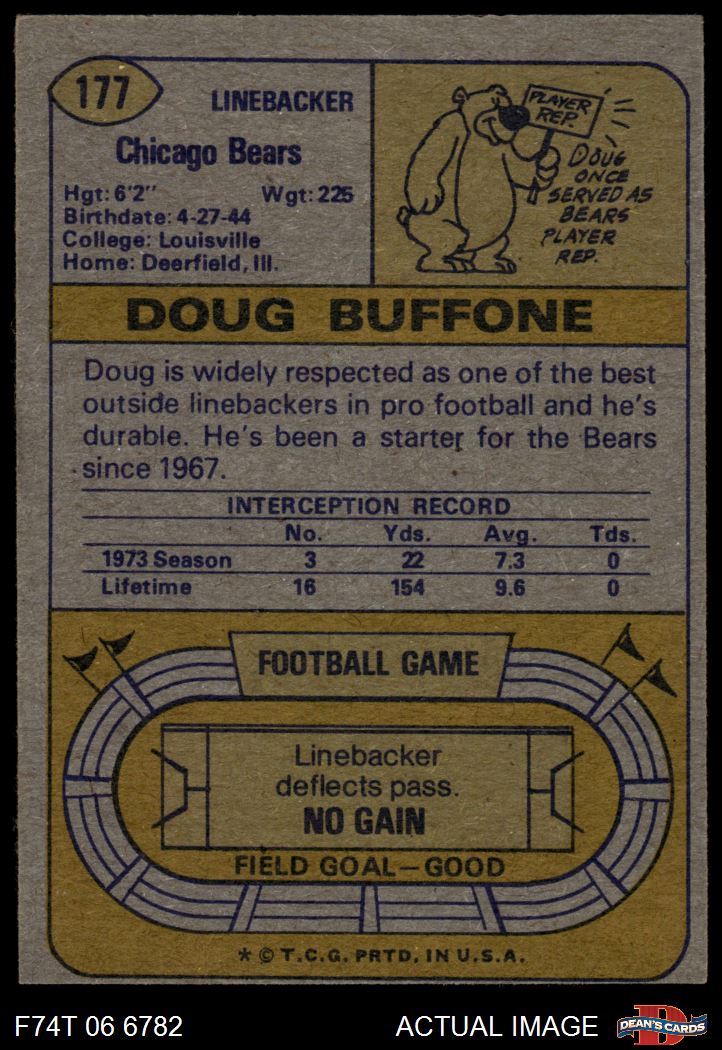 177
LINEBACKER
Chicago Bears
Hgt: 6'2" Wgt: 225
Birthdate: 4-27-44
College: Louisville
Home: Deerfield, Ill.
PLAYER
REP.
DOUG
ONCE
SERVED AS
BEARS
PLAYER
REP.
DOUG BUFFONE
Doug is widely respected as one of the best
outside linebackers in pro football and he's
durable. He's been a starter for the Bears
since 1967.
INTERCEPTION RECORD
No. Yds. Avg. Tds.
1973 Season 3 22 7.3 0
Lifetime 16 154 9.6 0
FOOTBALL GAME
Linebacker
deflects pass.
NO GAIN
FIELD GOAL—GOOD
* © T.C.G. PRTD. IN U.S.A.
F74T 06 6782 ACTUAL IMAGE
D
DEAN'S CARDS